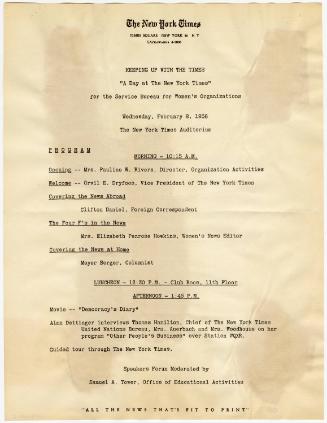 The New York Times
TIMES SQUARE NEW YORK 36 N Y
LAckawanna 4-1000
KEEPING UP WITH THE TIMES
"A Day at The New York Times"
for the Service Bureau for Women's Organizations
Wednesday, February 8, 1956
The New York Times Auditorium
PROGRAM
MORNING - 10:15 A.M.
Opening -- Mrs. Pauline W. Rivers, Director, Organization Activities
Welcome -- Orvil E. Dryfoos, Vice President of The New York Times
Covering the News Abroad
Clifton Daniel, Foreign Correspondent
The Four F's in the News
Mrs. Elizabeth Penrose Howkins, Women's News Editor
Covering the News at Home
Meyer Berger, Columnist
LUNCHEON - 12:30 P.M. - Club Room, 11th Floor
AFTERNOON - 1:45 P.M.
Movie -- "Democracy's Diary"
Alma Dettinger interviews Thomas Hamilton, Chief of The New York Times
United Nations Bureau, Mrs. Auerbach and Mrs. Woodhouse on her
program "Other People's Business" over Station WQXR.
Guided tour through The New York Times.
Speakers Forum Moderated by
Samuel A. Tower, Office of Educational Activities
"ALL THE NEWS THAT'S FIT TO PRINT"